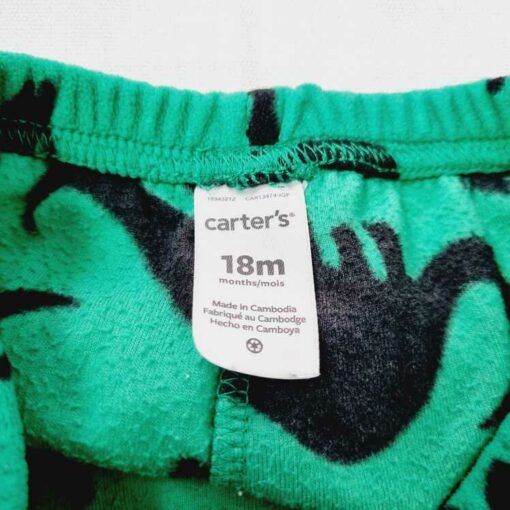 carter's®
18m
months/mois
Made in Cambodia
Fabriqué au Cambodge
Hecho en Camboya